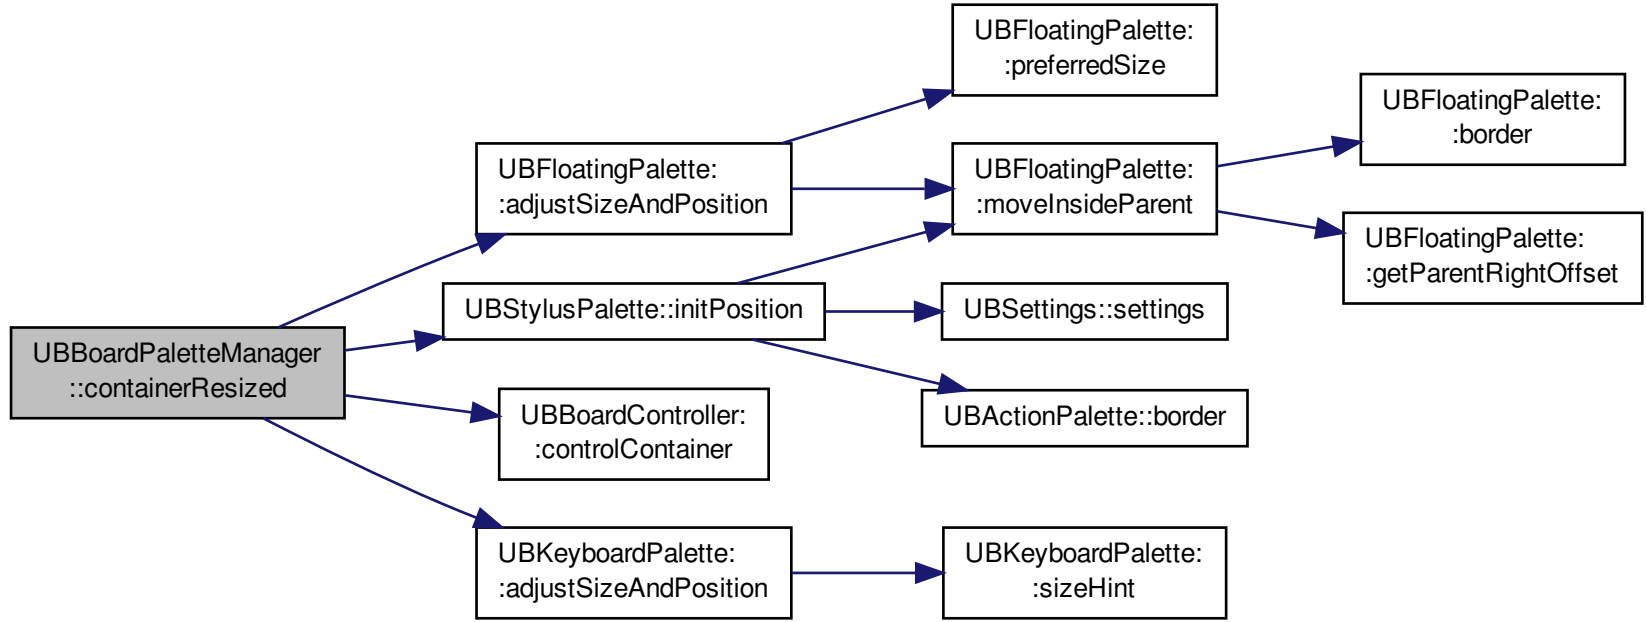 UBBoardPaletteManager
::containerResized
UBFloatingPalette:
:adjustSizeAndPosition
UBStylusPalette::initPosition
UBBoardController:
:controlContainer
UBKeyboardPalette:
:adjustSizeAndPosition
UBFloatingPalette:
:preferredSize
UBFloatingPalette:
:moveInsideParent
UBSettings::settings
UBActionPalette::border
UBKeyboardPalette:
:sizeHint
UBFloatingPalette:
:border
UBFloatingPalette:
:getParentRightOffset